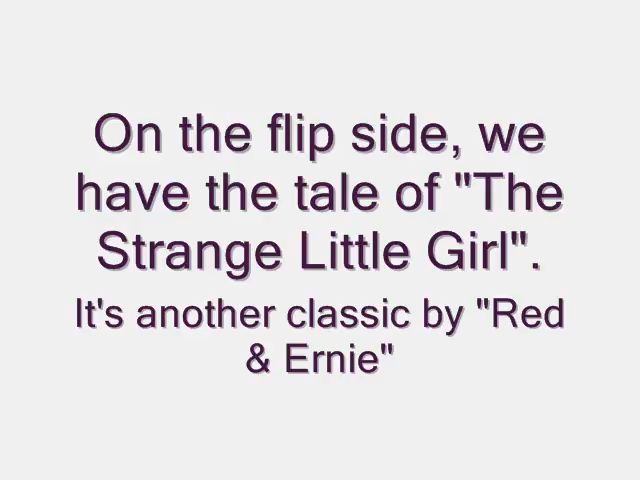 On the flip side, we
have the tale of "The
Strange Little Girl".
It's another classic by "Red
& Ernie"